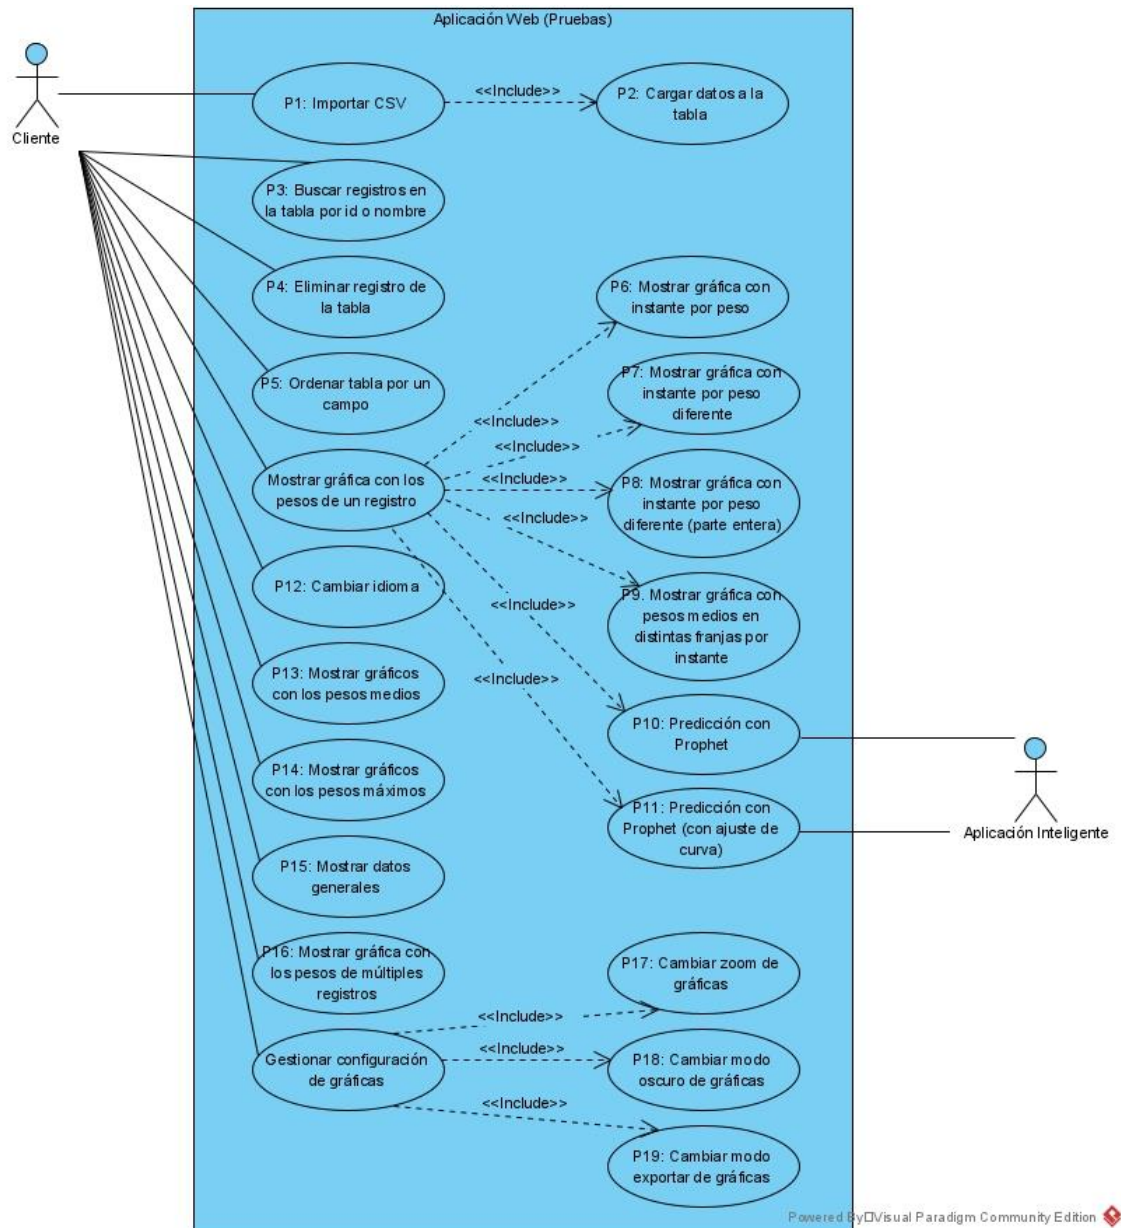 Aplicación Web (Pruebas)
Cliente
P1: Importar CSV
<<Include>>
P2: Cargar datos a la
tabla
P3: Buscar registros en
la tabla por id o nombre
P4: Eliminar registro de
la tabla
P5: Ordenar tabla por un
campo
Mostrar gráfica con los
pesos de un registro
<<Include>>
<<Include>>
<<Include>>
<<Include>>
<<Include>>
<<Include>>
P6: Mostrar gráfica con
instante por peso
P7: Mostrar gráfica con
instante por peso
diferente
P8: Mostrar gráfica con
instante por peso
diferente (parte entera)
P9. Mostrar gráfica con
pesos medios en
distintas franjas por
instante
P10: Predicción con
Prophet
P11: Predicción con
Prophet (con ajuste de
curva)
Aplicación Inteligente
P12: Cambiar idioma
P13: Mostrar gráficos
con los pesos medios
P14: Mostrar gráficos
con los pesos máximos
P15: Mostrar datos
generales
P16: Mostrar gráfica con
los pesos de múltiples
registros
Gestionar configuración
de gráficas
<<Include>>
<<Include>>
<<Include>>
P17: Cambiar zoom de
gráficas
P18: Cambiar modo
oscuro de gráficas
P19: Cambiar modo
exportar de gráficas
Powered By□Visual Paradigm Community Edition